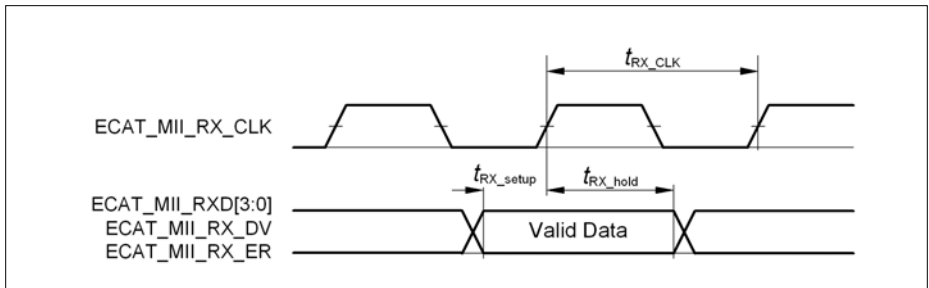 tRX_CLK
ECAT_MII_RX_CLK
tRX_setup
tRX_hold
ECAT_MII_RXD[3:0]
ECAT_MII_RX_DV
Valid Data
ECAT_MII_RX_ER